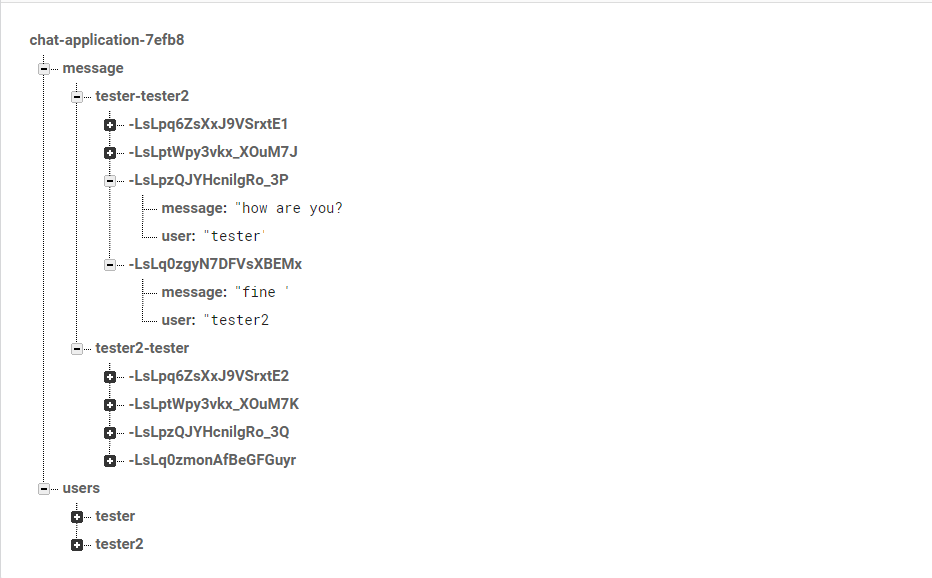 chat-application-7efb8
message
tester-tester2
-LsLpq6ZsXxJ9VSrxtE1
-LsLptWpy3vkx_XOuM7J
-LsLpzQJYHcnilgRo_3P
message: "how are you?
user: "tester'
-LsLq0zgyN7DFVsXBEMx
message: "fine '
user: "tester2
tester2-tester
-LsLpq6ZsXxJ9VSrxtE2
-LsLptWpy3vkx_XOuM7K
-LsLpzQJYHcnilgRo_3Q
-LsLq0zmonAfBeGFGuyr
users
tester
tester2